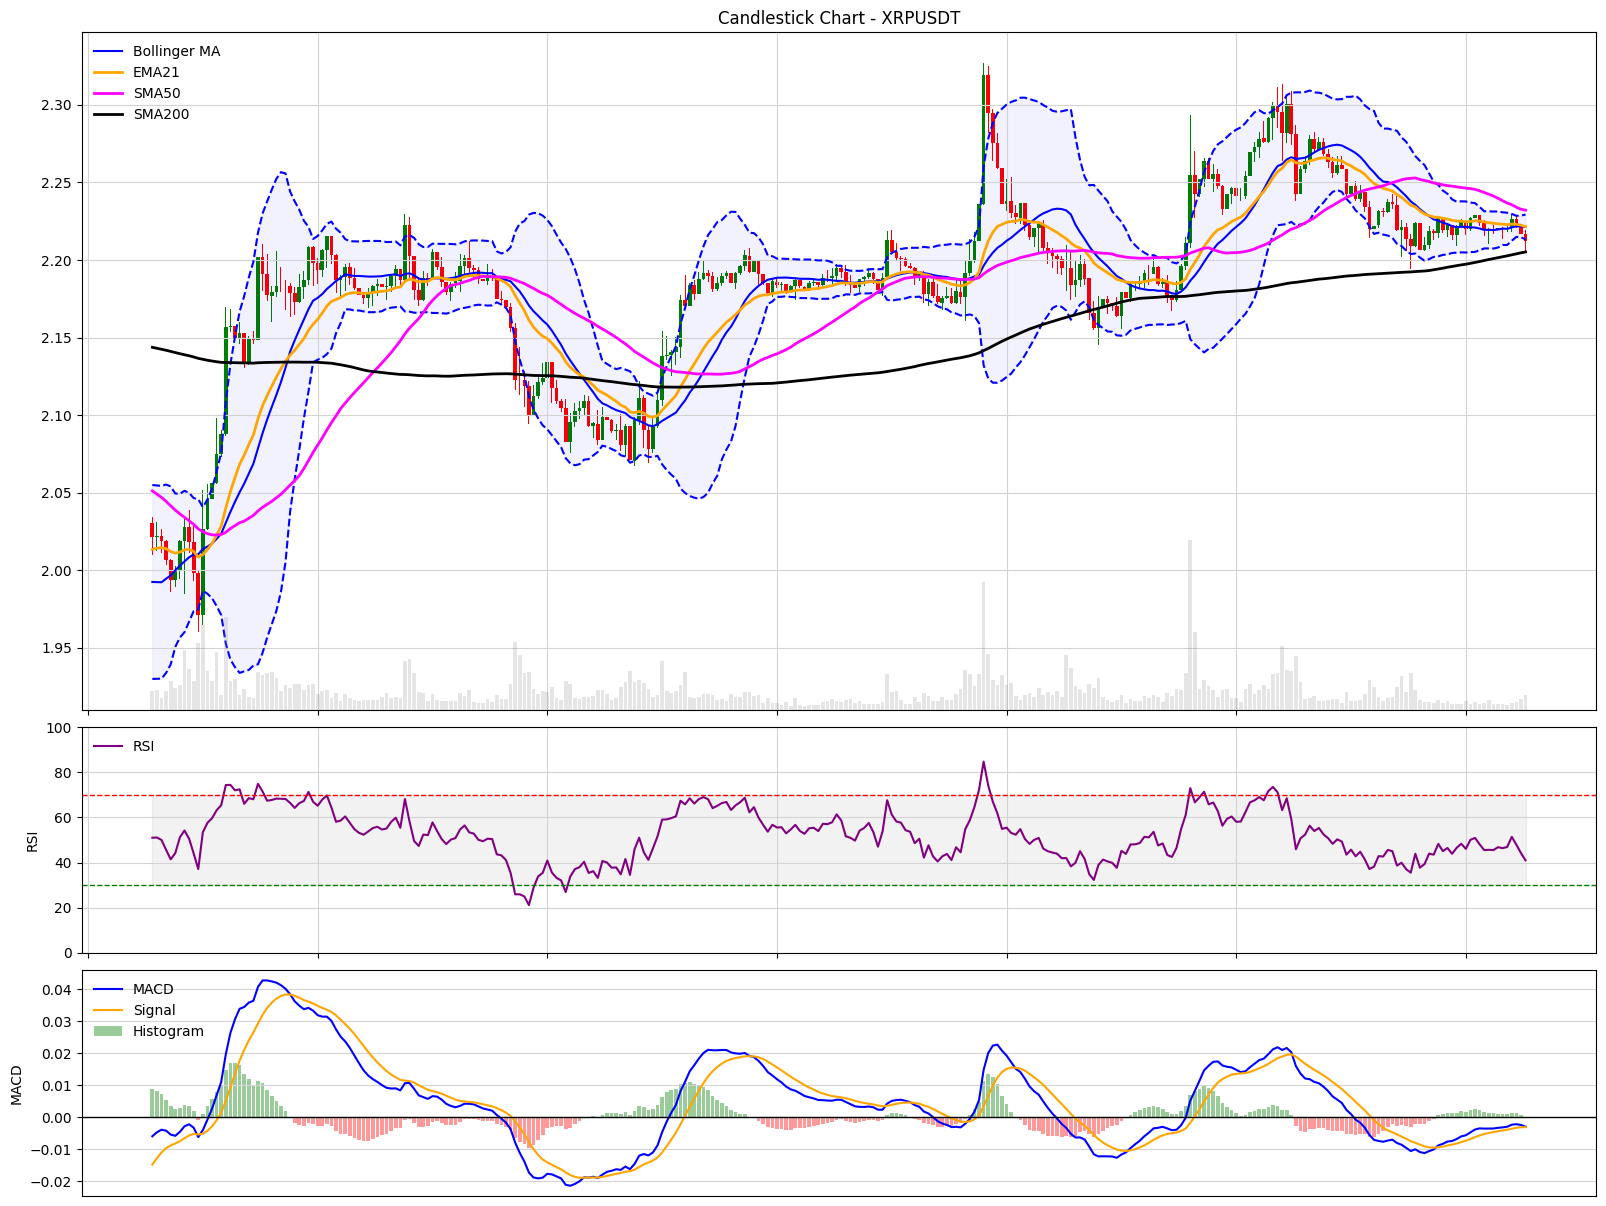 Candlestick Chart - XRPUSDT
Bollinger MA
EMA21
SMA50
SMA200
2.30
2.25
2.20
2.15
2.10
2.05
2.00
1.95
RSI
100
80
60
40
20
0
RSI
MACD
Signal
Histogram
0.04
0.03
0.02
0.01
0.00
−0.01
−0.02
MACD